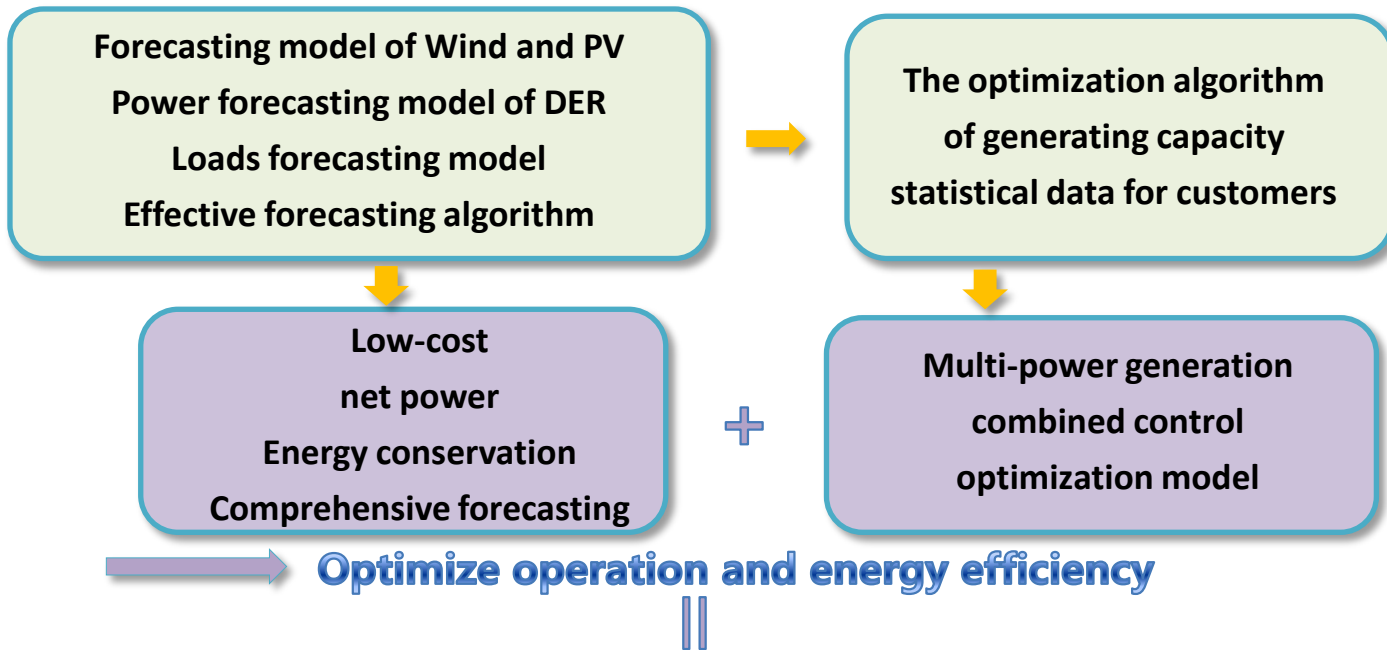 Forecasting model of Wind and PV
Power forecasting model of DER
Loads forecasting model
Effective forecasting algorithm
The optimization algorithm
of generating capacity
statistical data for customers
Low-cost
net power
Energy conservation
Comprehensive forecasting
+
Multi-power generation
combined control
optimization model
Optimize operation and energy efficiency